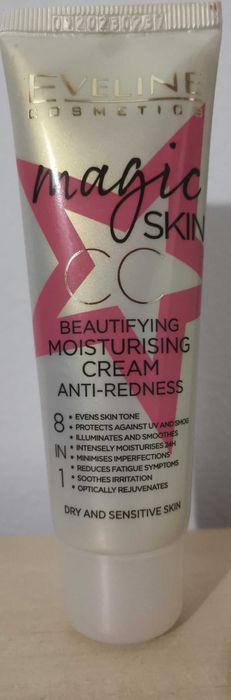 EVELINE
COSMETICS
magic
SKIN
CC
BEAUTIFYING
MOISTURISING
CREAM
ANTI-REDNESS
8 IN 1
• EVENS SKIN TONE
• PROTECTS AGAINST UV AND SMOG
• ILLUMINATES AND SMOOTHES
• INTENSELY MOISTURISES 24H
• MINIMISES IMPERFECTIONS
• REDUCES FATIGUE SYMPTOMS
• SOOTHES IRRITATION
• OPTICALLY REJUVENATES
DRY AND SENSITIVE SKIN